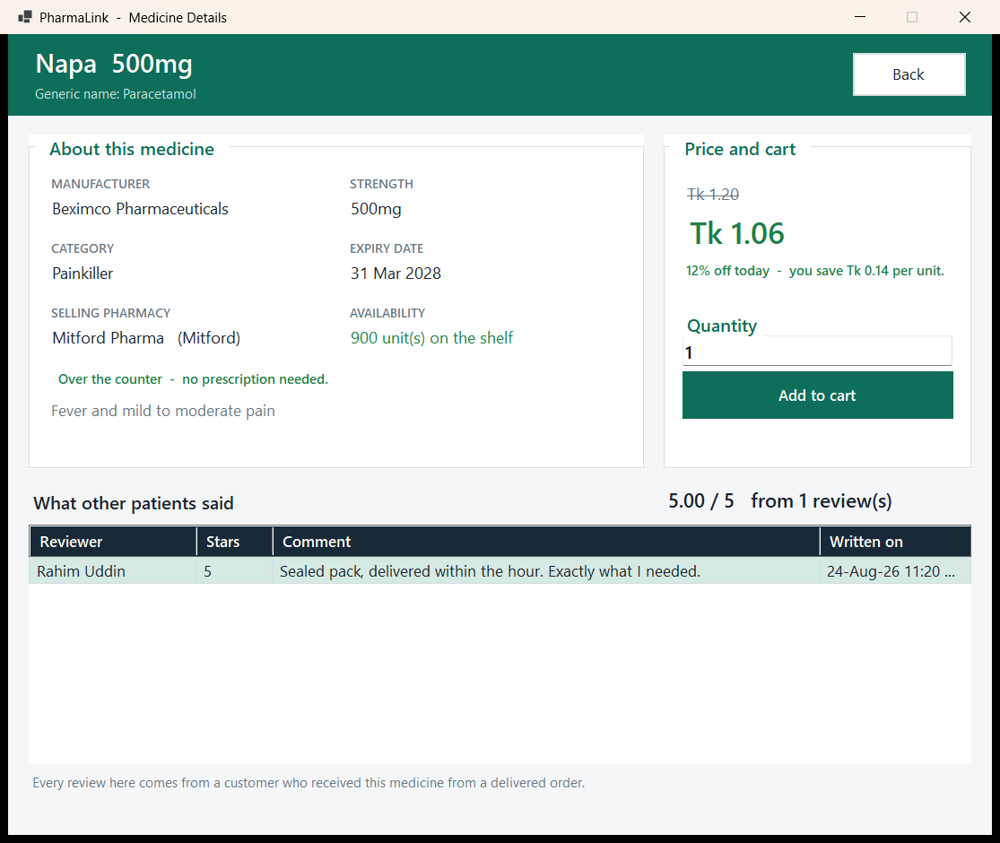 PharmaLink - Medicine Details
Napa 500mg
Generic name: Paracetamol
Back
About this medicine
MANUFACTURER
Beximco Pharmaceuticals
STRENGTH
500mg
CATEGORY
Painkiller
EXPIRY DATE
31 Mar 2028
SELLING PHARMACY
Mitford Pharma (Mitford)
AVAILABILITY
900 unit(s) on the shelf
Over the counter - no prescription needed.
Fever and mild to moderate pain
Price and cart
Tk 1.20
Tk 1.06
12% off today - you save Tk 0.14 per unit.
Quantity
1
Add to cart
What other patients said
5.00 / 5 from 1 review(s)
Reviewer Stars Comment Written on
Rahim Uddin 5 Sealed pack, delivered within the hour. Exactly what I needed. 24-Aug-26 11:20 ...
Every review here comes from a customer who received this medicine from a delivered order.